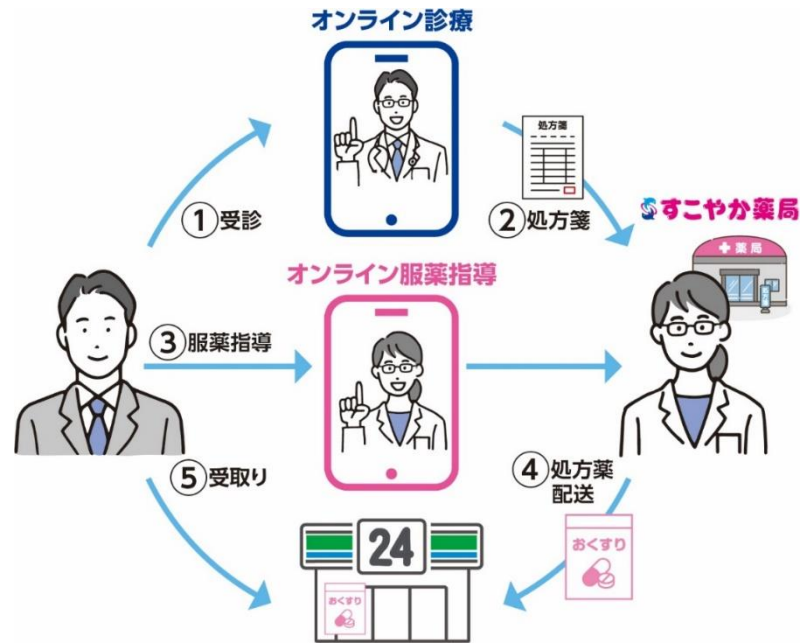 オンライン診療
処方箋
①受診
②処方箋
すこやか薬局
薬局
オンライン服薬指導
③服薬指導
⑤受取り
④処方薬
配送
24
おくすり
おくすり